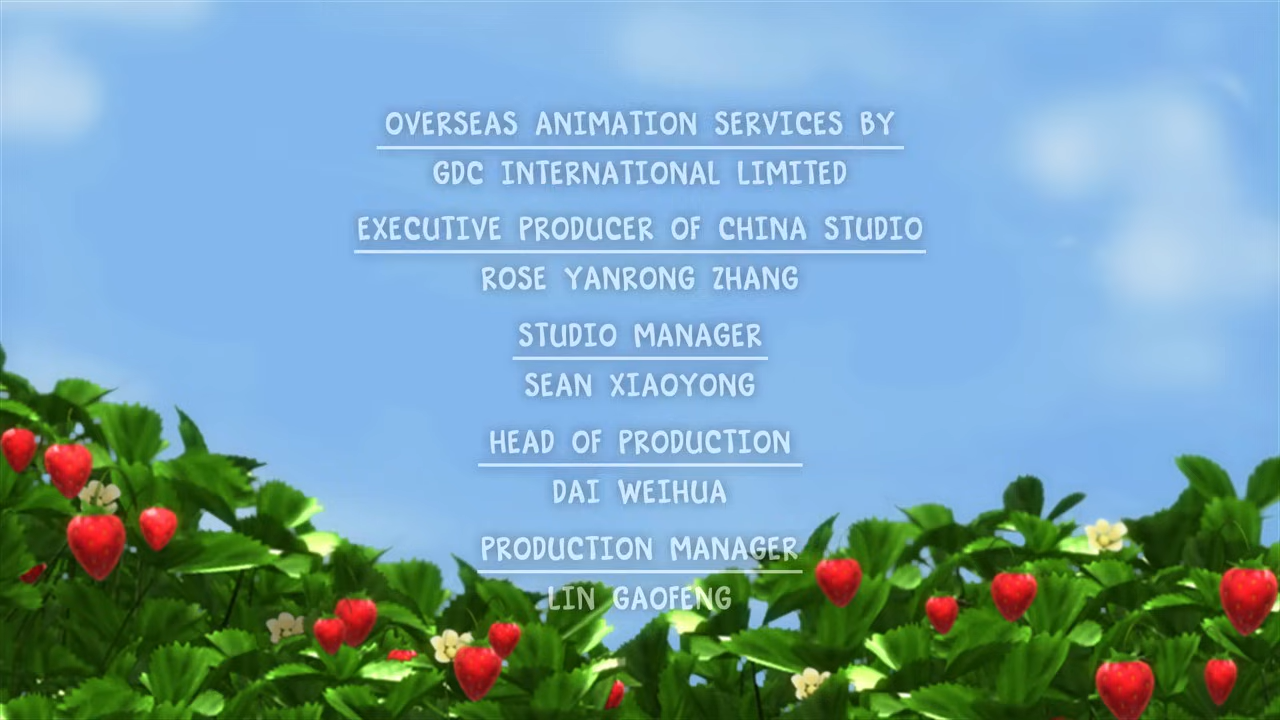 OVERSEAS ANIMATION SERVICES BY
GDC INTERNATIONAL LIMITED
EXECUTIVE PRODUCER OF CHINA STUDIO
ROSE YANRONG ZHANG
STUDIO MANAGER
SEAN XIAOYONG
HEAD OF PRODUCTION
DAI WEIHUA
PRODUCTION MANAGER
LIN GAOFENG